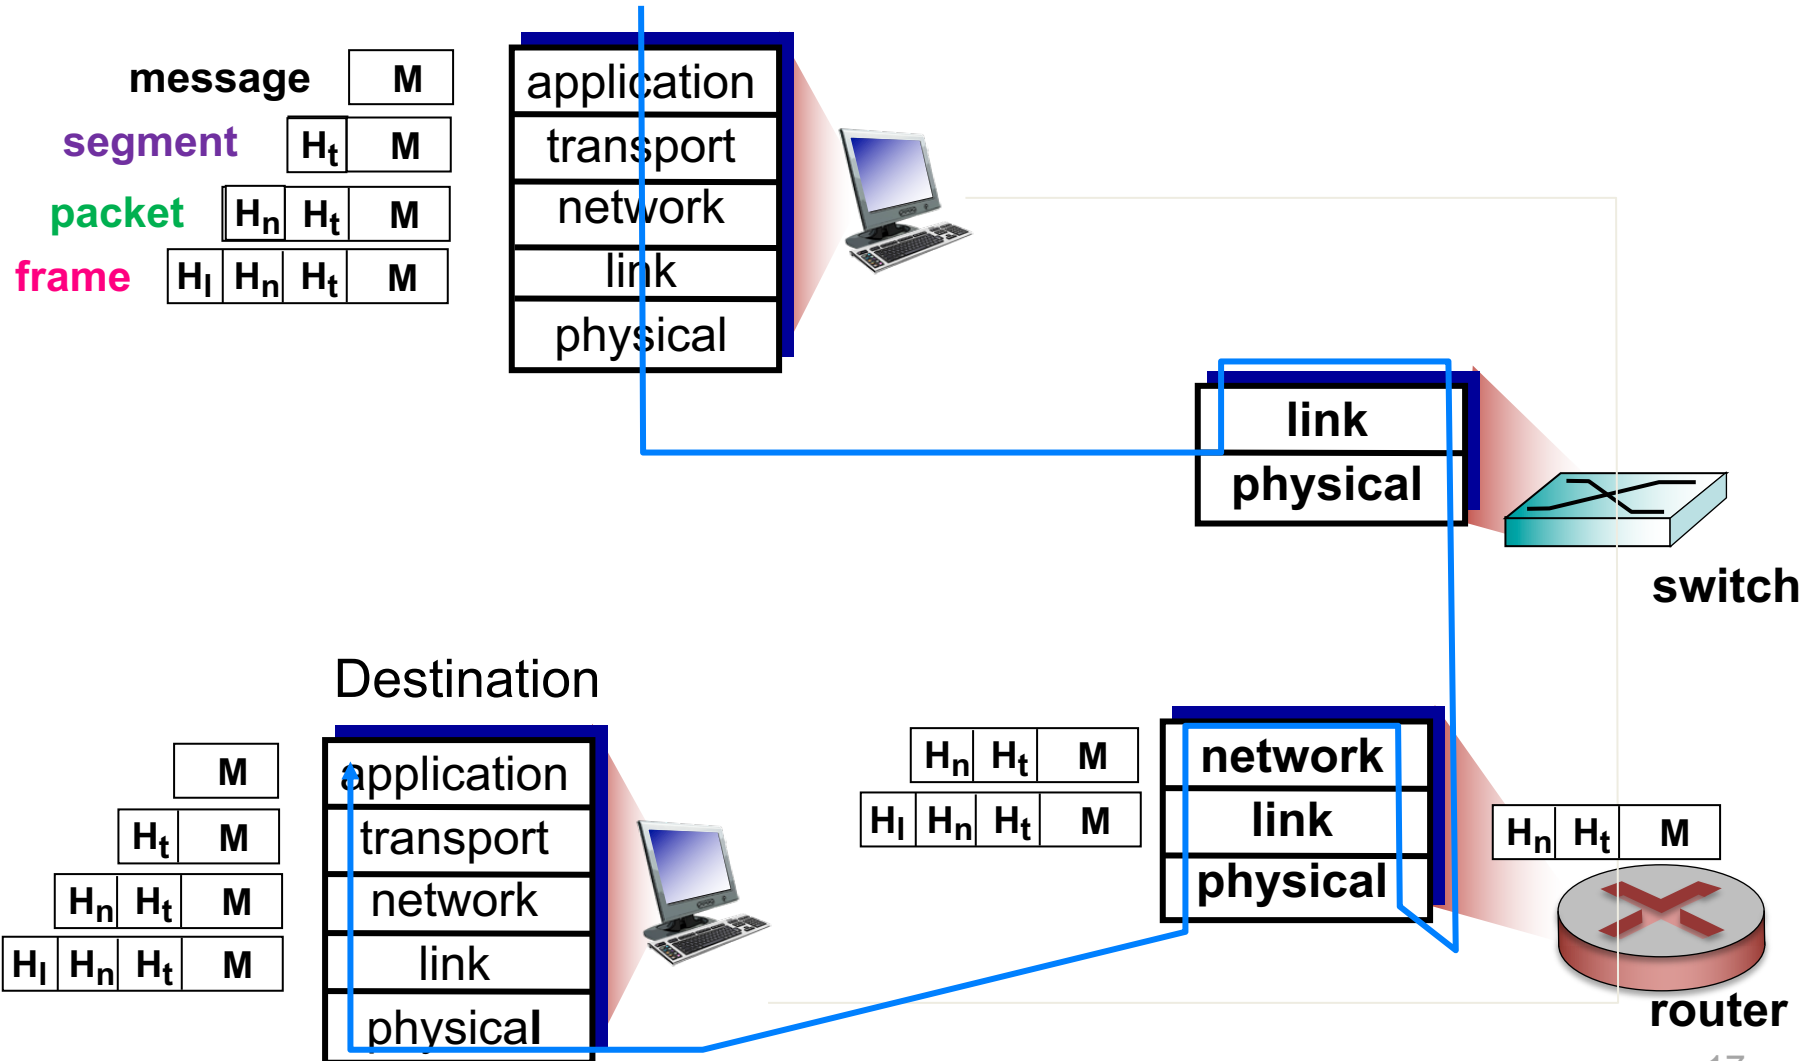 message M
segment Ht M
packet Hn Ht M
frame Hl Hn Ht M
application
transport
network
link
physical
link
physical
switch
Destination
M
Ht M
Hn Ht M
Hl Hn Ht M
application
transport
network
link
physical
Hn Ht M
Hl Hn Ht M
network
link
physical
Hn Ht M
router
17